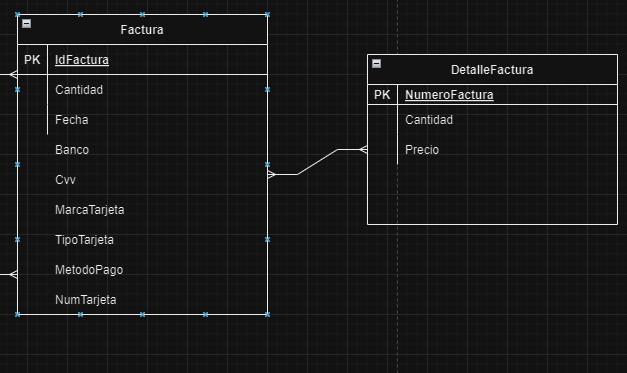 Factura
PK IdFactura
Cantidad
Fecha
Banco
Cvv
MarcaTarjeta
TipoTarjeta
MetodoPago
NumTarjeta
DetalleFactura
PK NumeroFactura
Cantidad
Precio